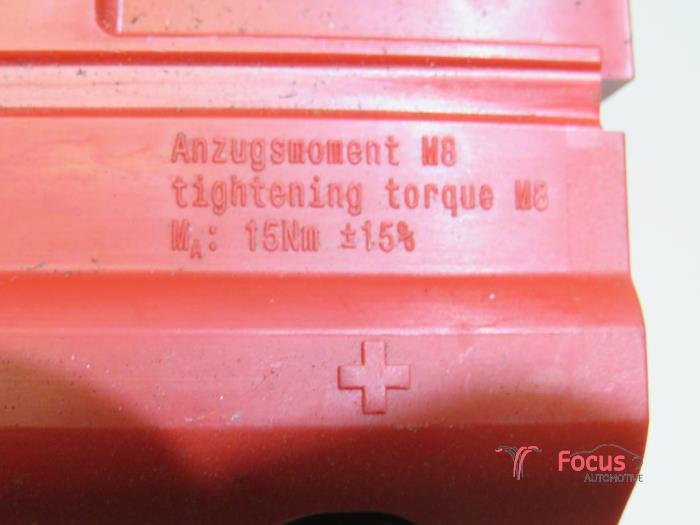 Anzugsmoment M8
tightening torque M8
MA: 15Nm ±15%
+
Focus
AUTOMOTIVE